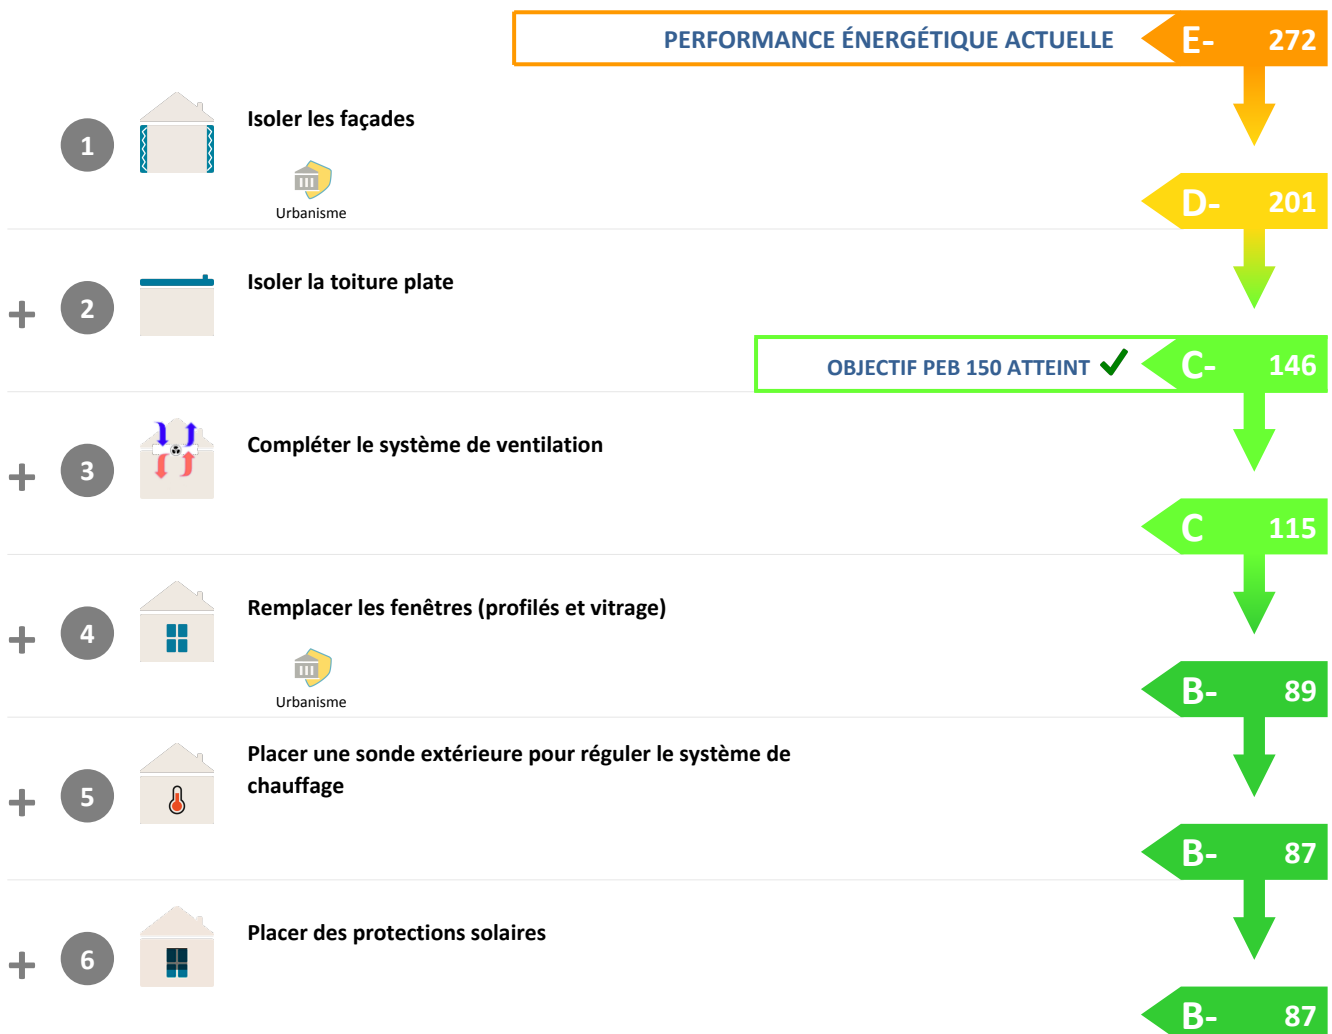 PERFORMANCE ÉNERGÉTIQUE ACTUELLE E- 272
1 Isoler les façades
Urbanisme
D- 201
+ 2 Isoler la toiture plate
OBJECTIF PEB 150 ATTEINT ✔ C- 146
+ 3 Compléter le système de ventilation
C 115
+ 4 Remplacer les fenêtres (profilés et vitrage)
Urbanisme
B- 89
+ 5 Placer une sonde extérieure pour réguler le système de
chauffage
B- 87
+ 6 Placer des protections solaires
B- 87